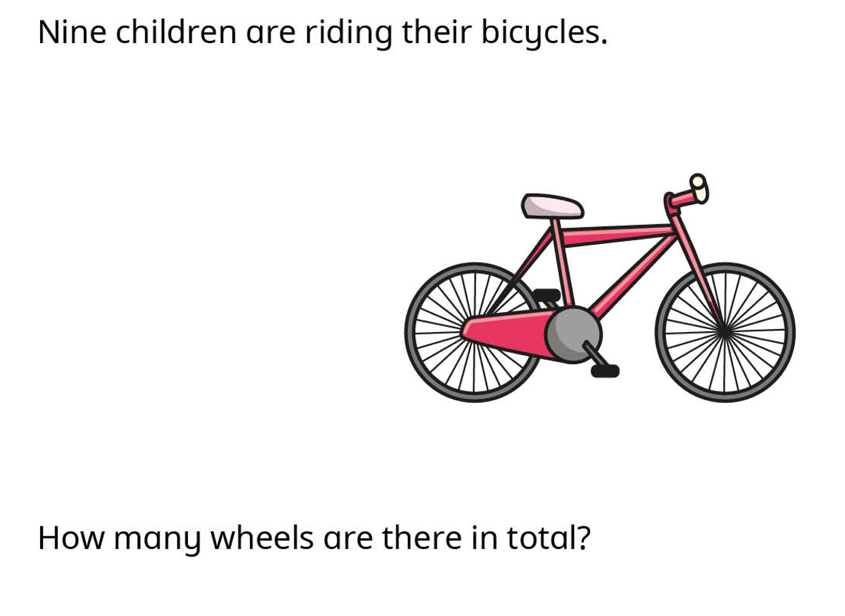 Nine children are riding their bicycles.
How many wheels are there in total?